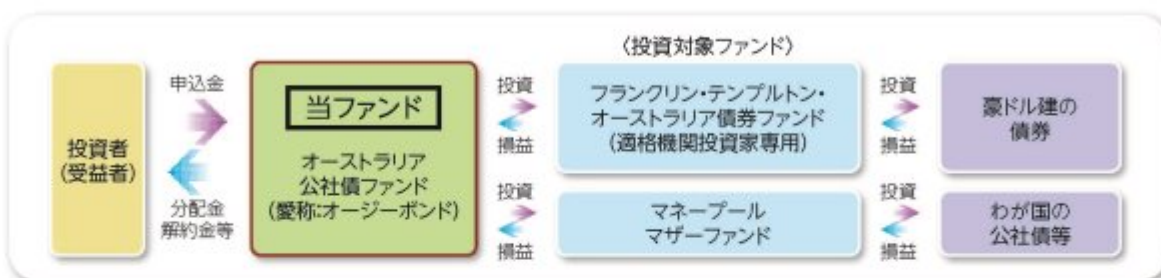 〈投資対象ファンド〉
投資者
(受益者)
申込金
分配金
解約金等
当ファンド
オーストラリア
公社債ファンド
(愛称:オージーボンド)
投資
損益
フランクリン・テンプルトン・
オーストラリア債券ファンド
(適格機関投資家専用)
投資
損益
豪ドル建の
債券
投資
損益
マネープール
マザーファンド
投資
損益
わが国の
公社債等